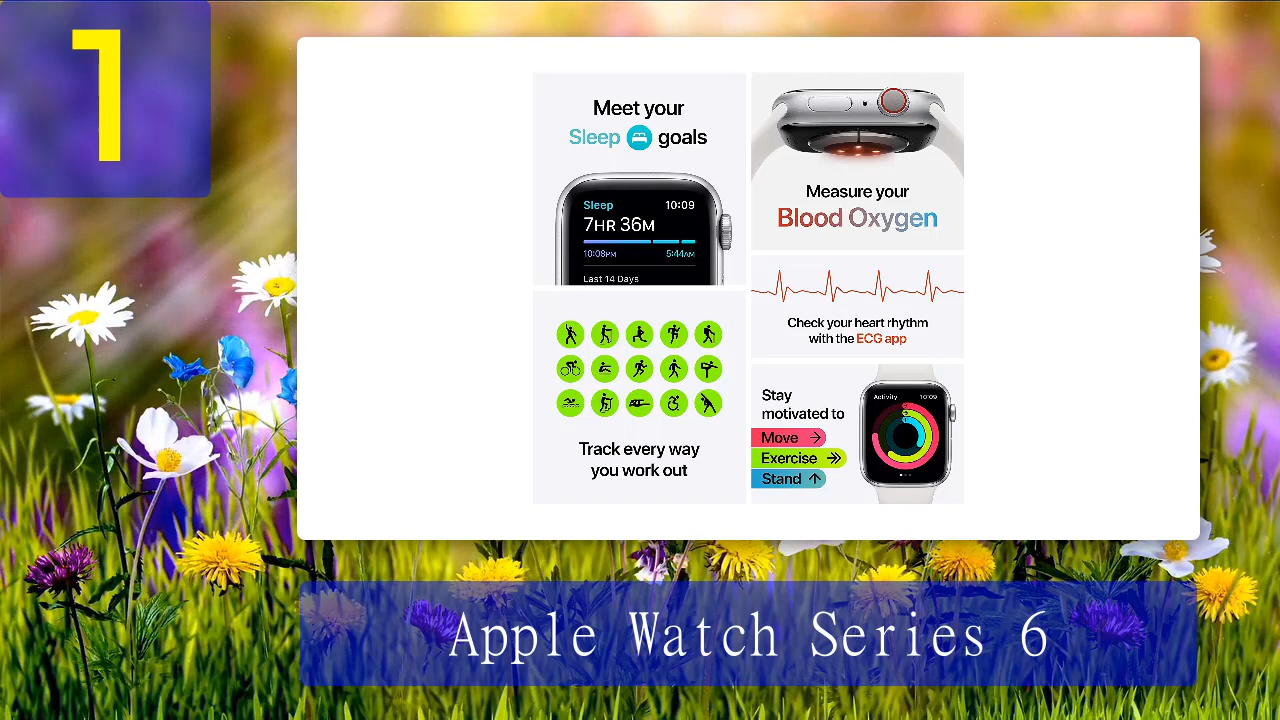 1
Meet your
Sleep goals
Sleep 10:09
7HR 36M
10:08PM 5:44AM
Last 14 Days
Measure your
Blood Oxygen
Check your heart rhythm
with the ECG app
Track every way
you work out
Stay
motivated to
Move
Exercise
Stand
Activity 10:09
Apple Watch Series 6